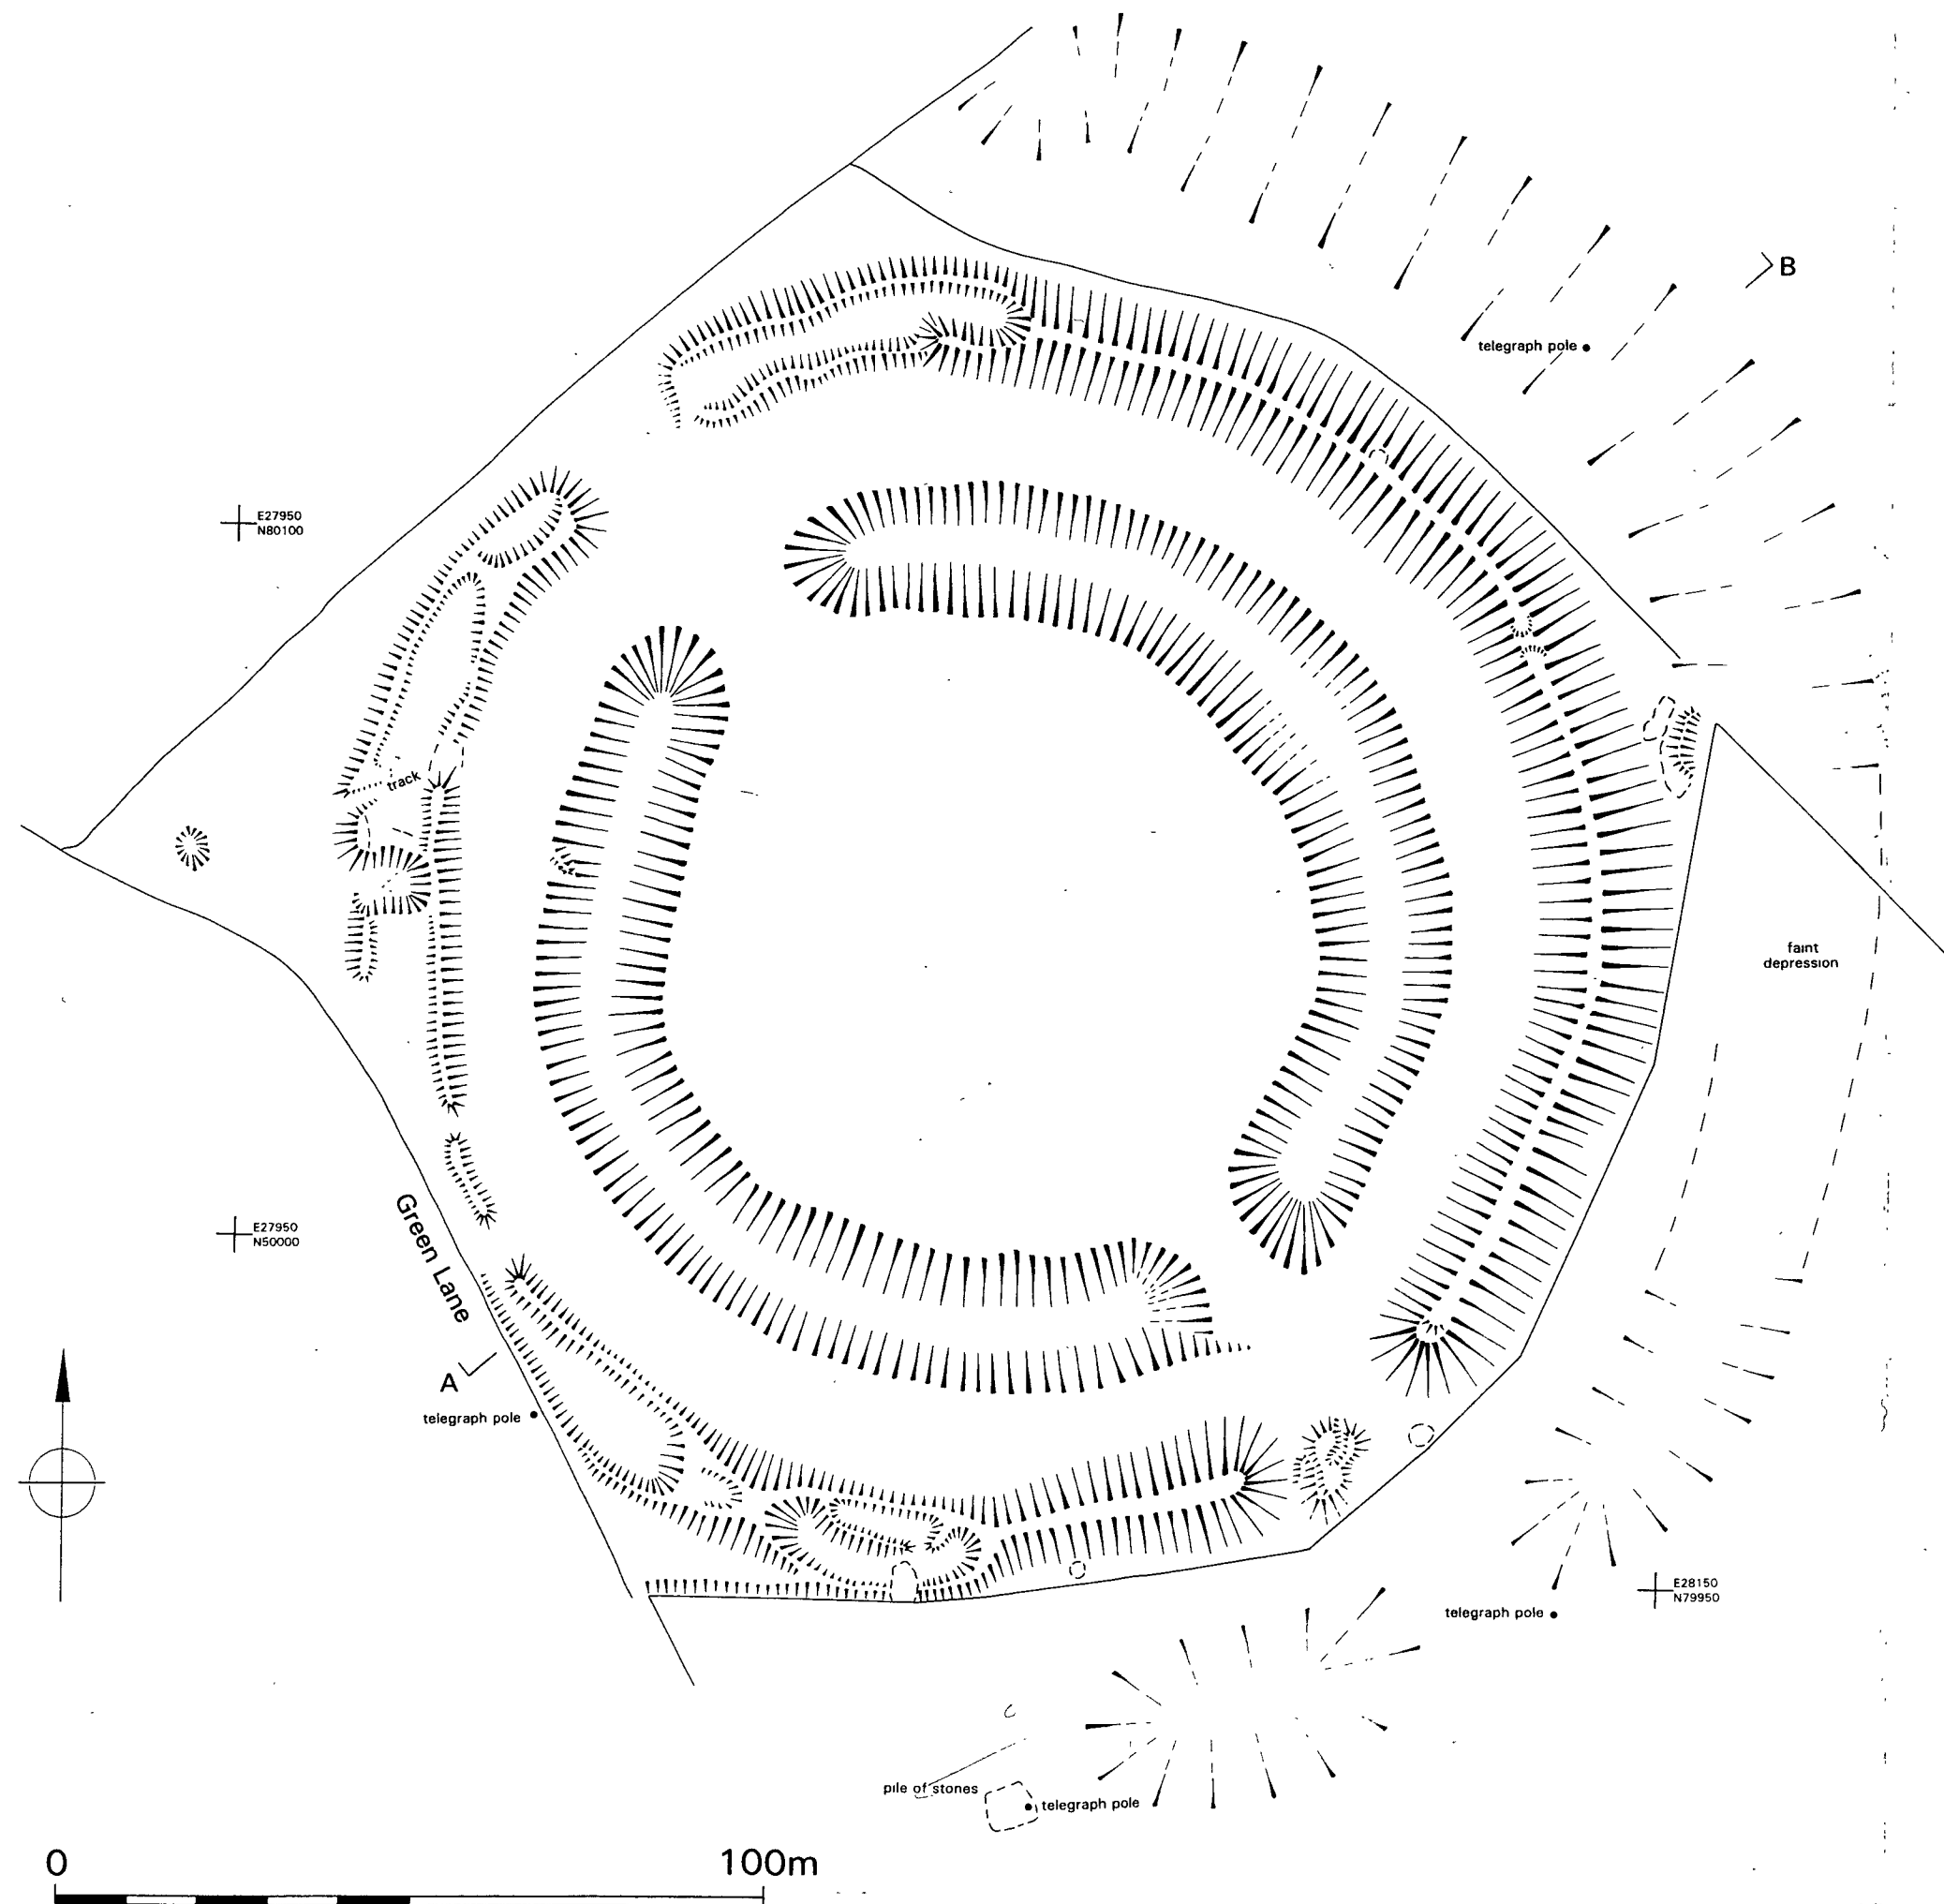 B
telegraph pole
E27950
N80100
track
faint
depression
E27950
N50000
Green Lane
A
telegraph pole
E28150
N79950
telegraph pole
pile of stones
telegraph pole
0 100m